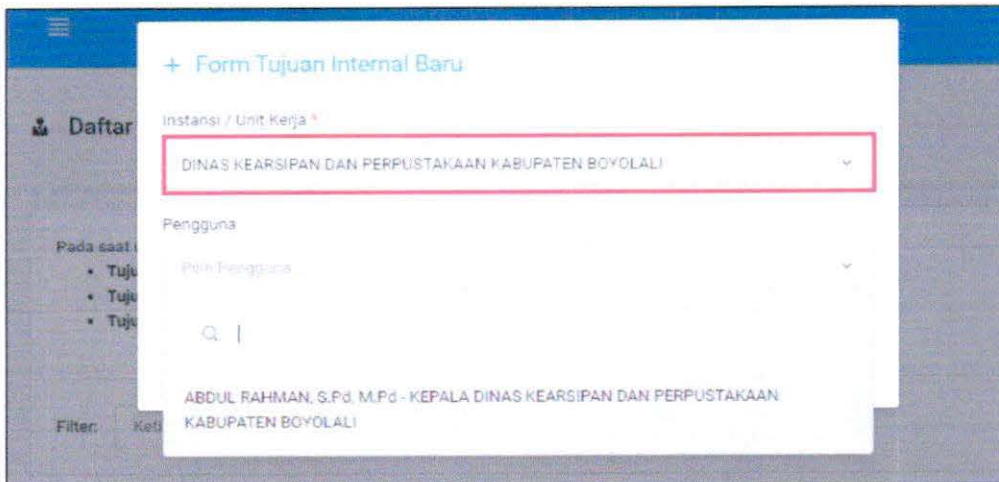 + Form Tujuan Internal Baru
Instansi / Unit Kerja *
Daftar
DINAS KEARSIPAN DAN PERPUSTAKAAN KABUPATEN BOYOLALI
Pengguna
Pada saat
Pilih Pengguna
• Tuju
• Tuju
• Tuju
ABDUL RAHMAN, S.Pd, M.Pd - KEPALA DINAS KEARSIPAN DAN PERPUSTAKAAN
KABUPATEN BOYOLALI
Filter: